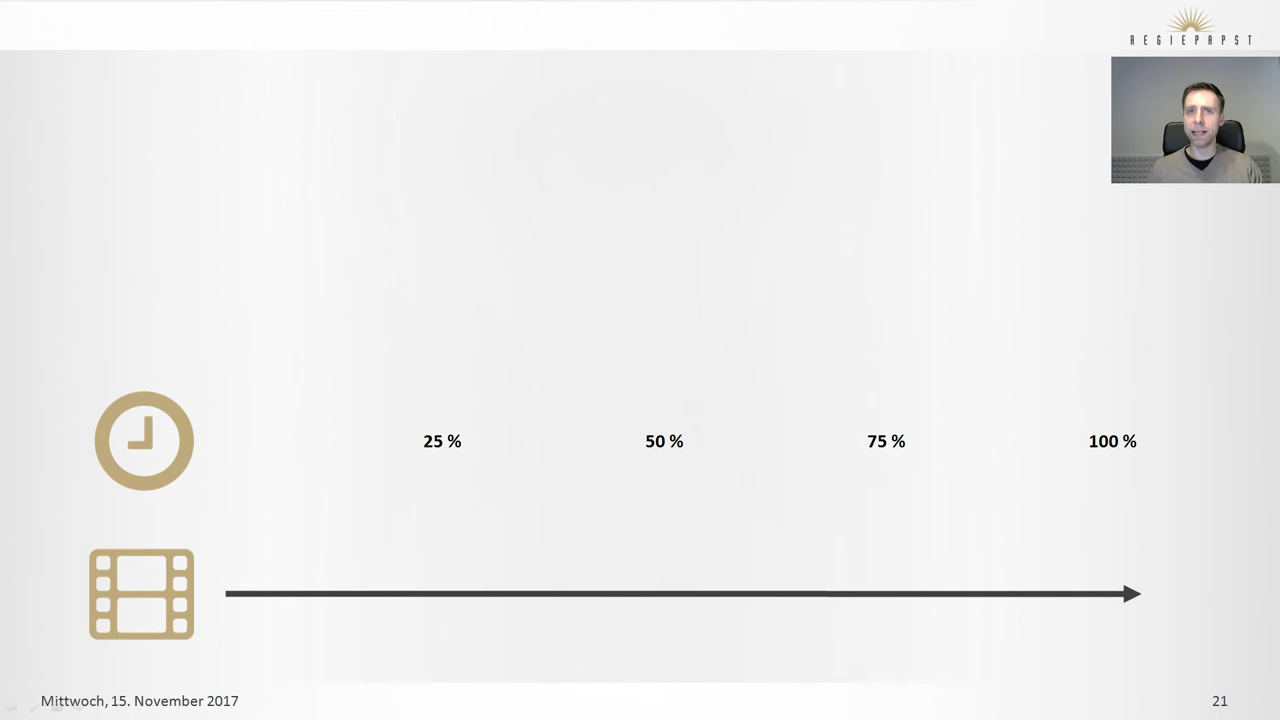 REGIEPAPST
25 %
50 %
75 %
100 %
Mittwoch, 15. November 2017
21